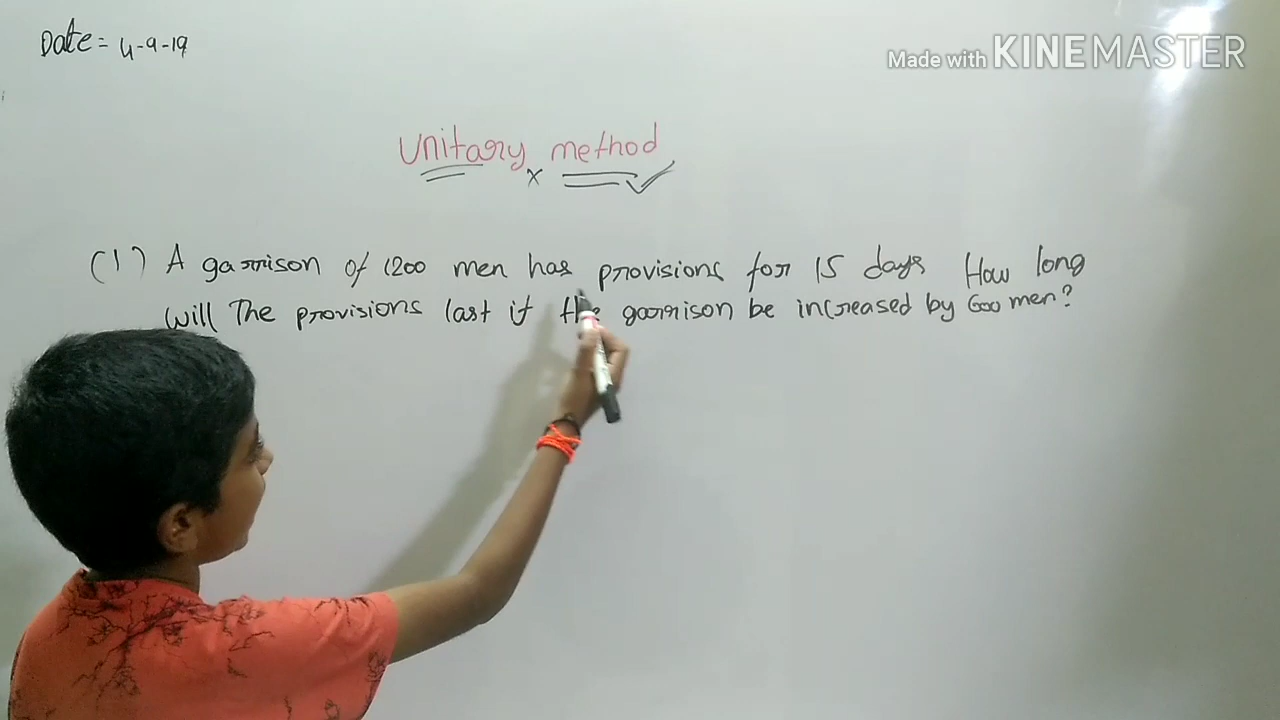 Date = 4-9-19
Made with KINEMASTER
Unitary method
(1) A garrison of 1200 men has provisions for 15 days How long
will The provisions last if the garrison be increased by 600 men?